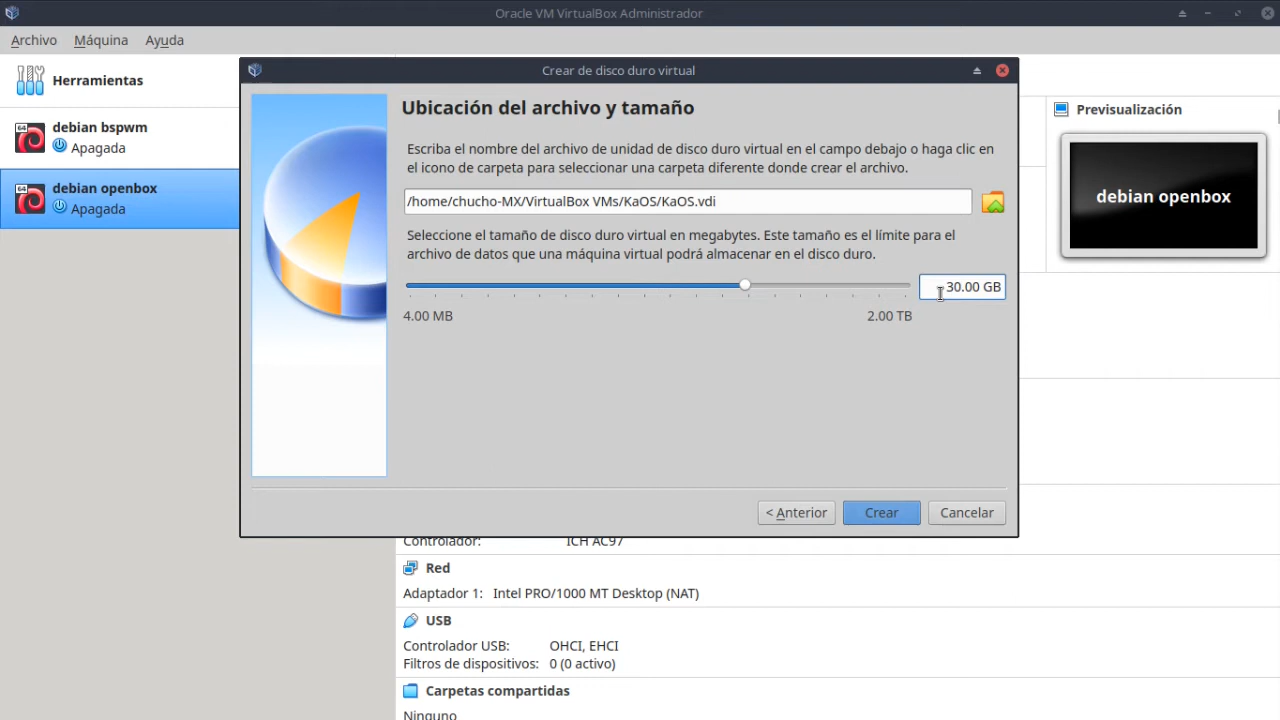 Oracle VM VirtualBox Administrador
Archivo Máquina Ayuda
Herramientas
64
debian bspwm
Apagada
64
debian openbox
Apagada
Crear de disco duro virtual
Ubicación del archivo y tamaño
Escriba el nombre del archivo de unidad de disco duro virtual en el campo debajo o haga clic en
el icono de carpeta para seleccionar una carpeta diferente donde crear el archivo.
/home/chucho-MX/VirtualBox VMs/KaOS/KaOS.vdi
Seleccione el tamaño de disco duro virtual en megabytes. Este tamaño es el límite para el
archivo de datos que una máquina virtual podrá almacenar en el disco duro.
30.00 GB
4.00 MB 2.00 TB
< Anterior Crear Cancelar
Previsualización
debian openbox
Controlador: ICH AC97
Red
Adaptador 1: Intel PRO/1000 MT Desktop (NAT)
USB
Controlador USB: OHCI, EHCI
Filtros de dispositivos: 0 (0 activo)
Carpetas compartidas
Ninguno